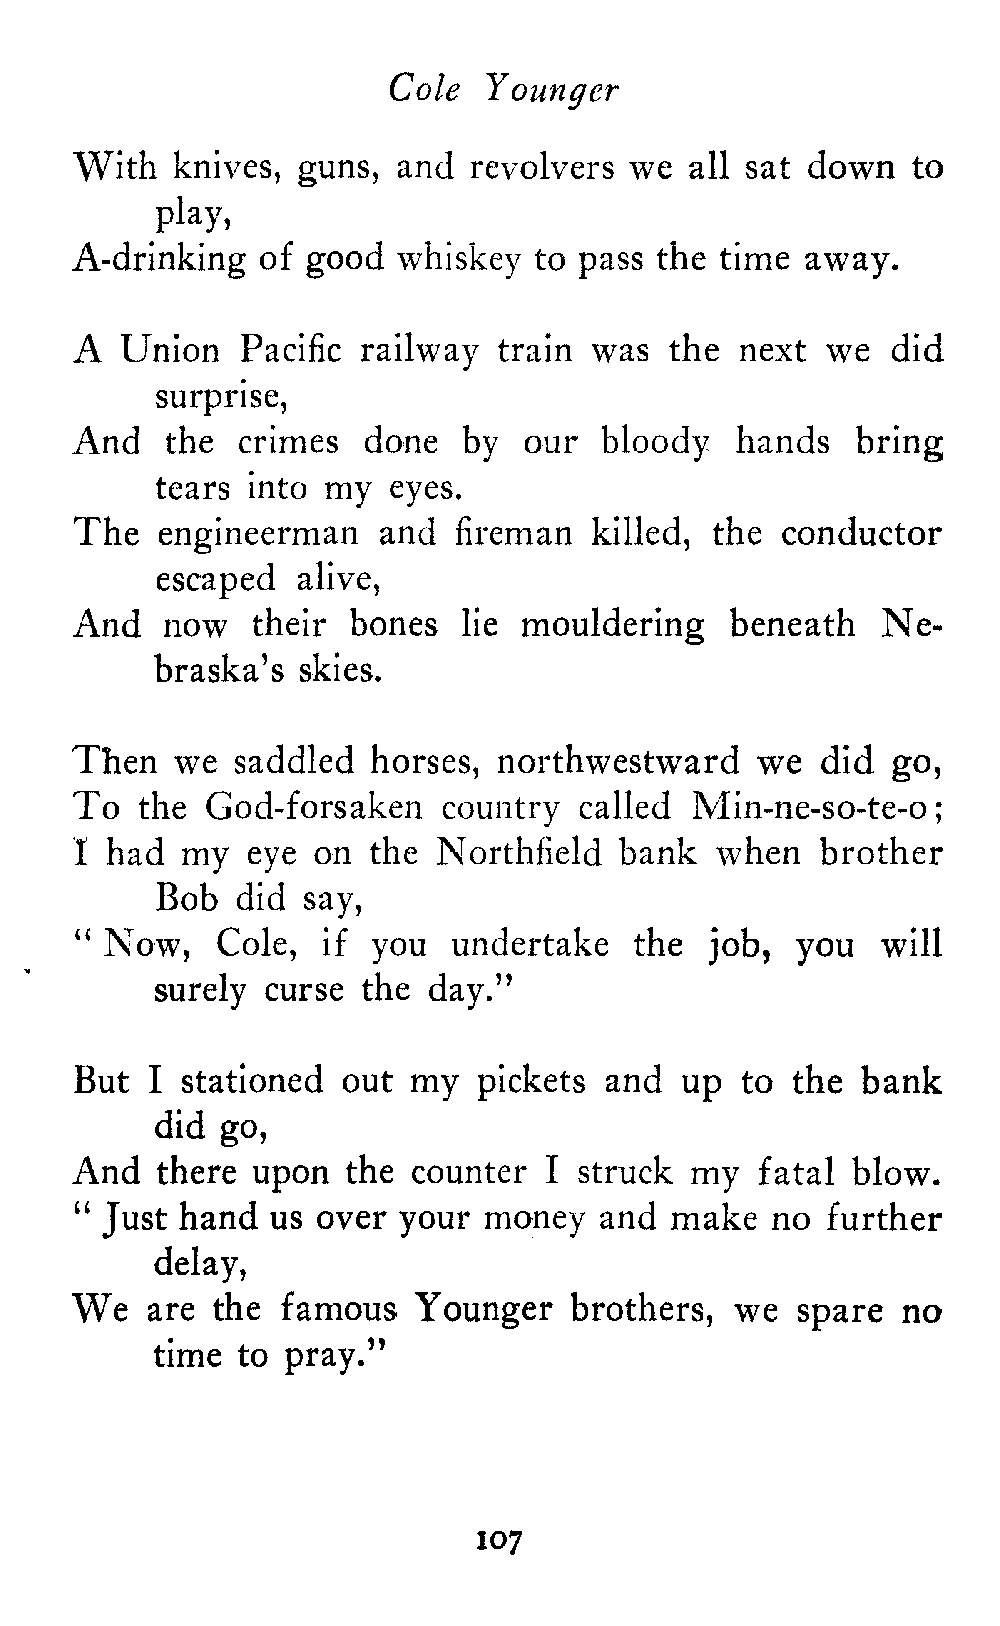 Cole Younger
With knives, guns, and revolvers we all sat down to
play,
A-drinking of good whiskey to pass the time away.
A Union Pacific railway train was the next we did
surprise,
And the crimes done by our bloody hands bring
tears into my eyes.
The engineerman and fireman killed, the conductor
escaped alive,
And now their bones lie mouldering beneath Ne-
braska's skies.
Then we saddled horses, northwestward we did go,
To the God-forsaken country called Min-ne-so-te-o;
I had my eye on the Northfield bank when brother
Bob did say,
" Now, Cole, if you undertake the job, you will
surely curse the day."
But I stationed out my pickets and up to the bank
did go,
And there upon the counter I struck my fatal blow.
" Just hand us over your money and make no further
delay,
We are the famous Younger brothers, we spare no
time to pray."
107